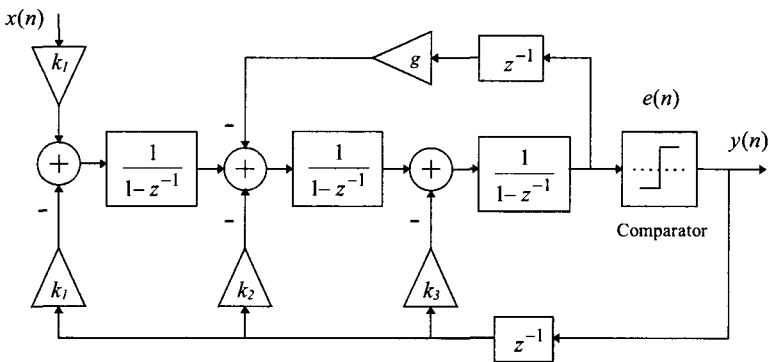 x(n)
k₁
g
z⁻¹
e(n)
–
+
1
1- z⁻¹
+
1
1- z⁻¹
+
1
1- z⁻¹
y(n)
–
–
–
Comparator
k₁
k₂
k₃
z⁻¹